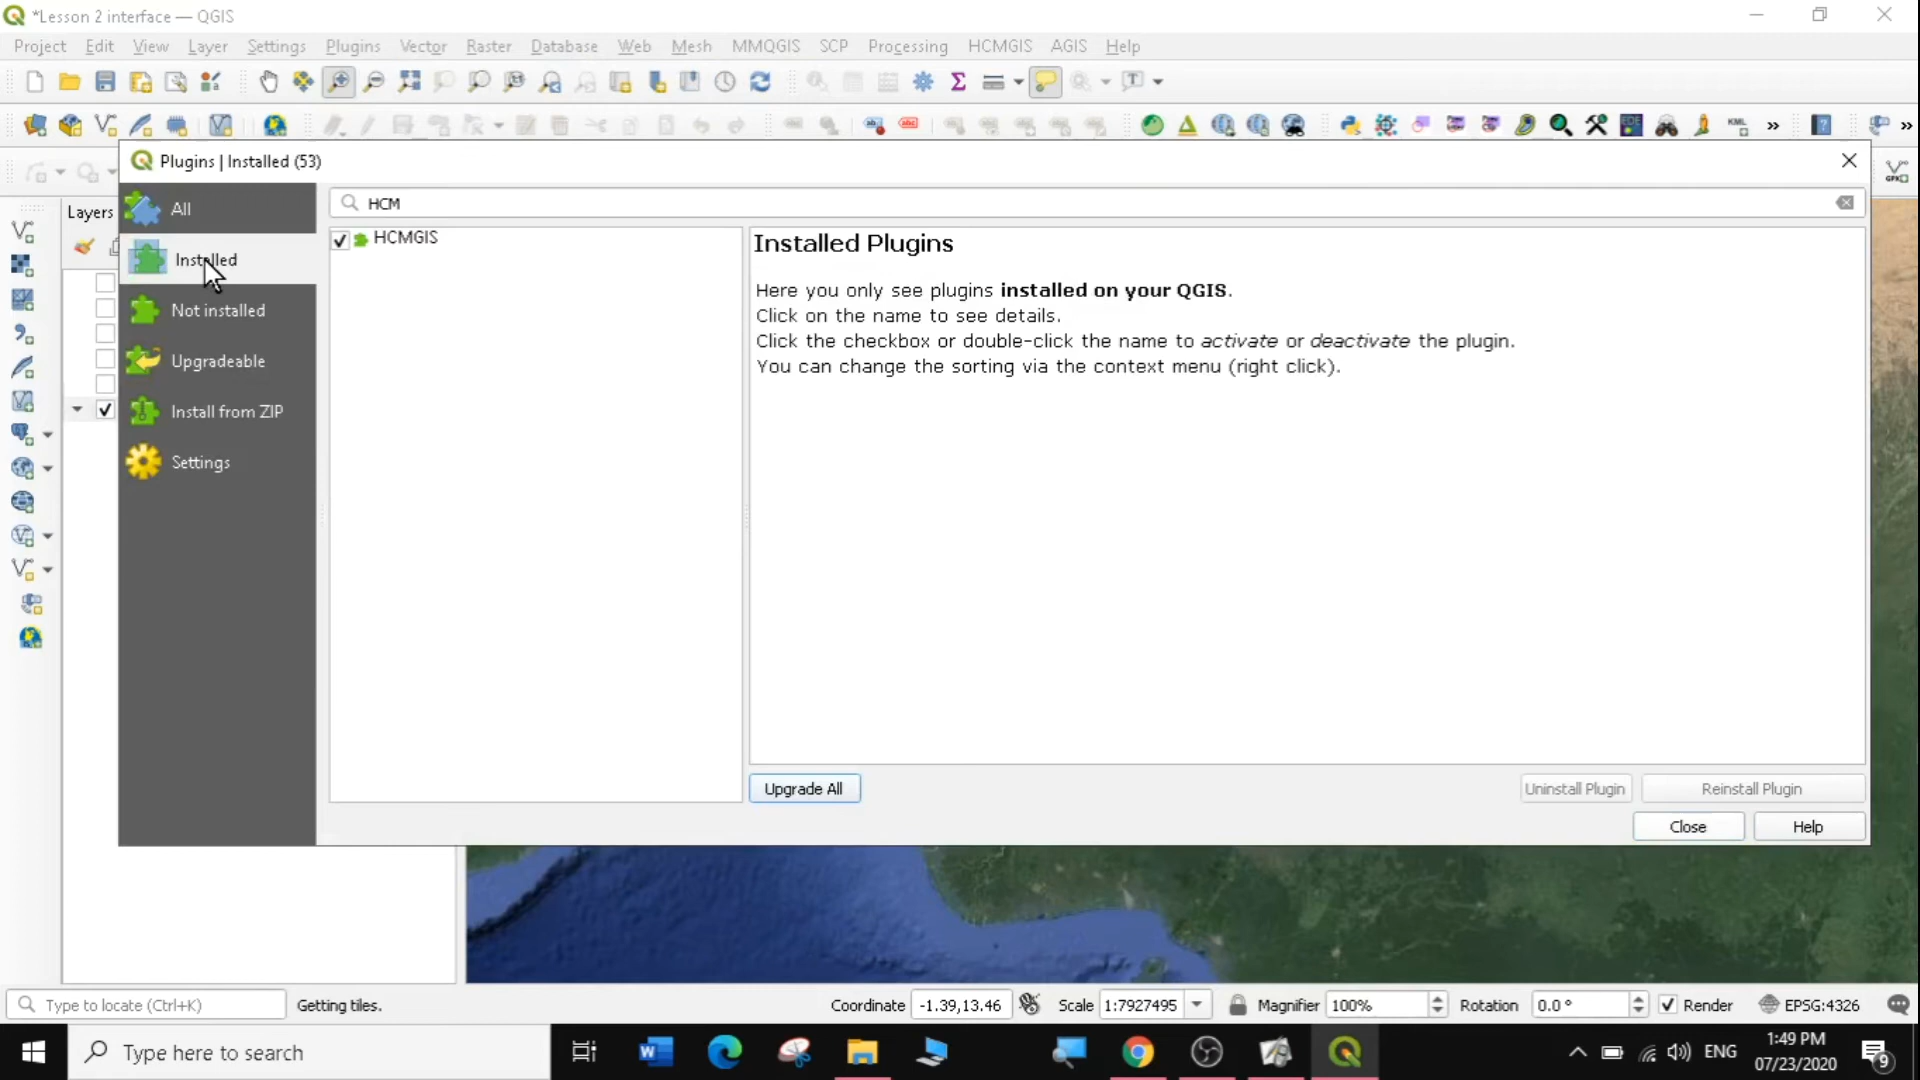 *Lesson 2 interface — QGIS
Project Edit View Layer Settings Plugins Vector Raster Database Web Mesh MMQGIS SCP Processing HCMGIS AGIS Help
Plugins | Installed (53)
Layers
All
HCM
Installed
HCMGIS
Installed Plugins
Not installed
Here you only see plugins installed on your QGIS.
Click on the name to see details.
Click the checkbox or double-click the name to activate or deactivate the plugin.
Upgradeable
You can change the sorting via the context menu (right click).
Install from ZIP
Settings
Upgrade All
Uninstall Plugin
Reinstall Plugin
Close
Help
Type to locate (Ctrl+K)
Getting tiles.
Coordinate -1.39,13.46 Scale 1:7927495 Magnifier 100% Rotation 0.0 ° Render EPSG:4326
Type here to search
ENG
1:49 PM
07/23/2020
9